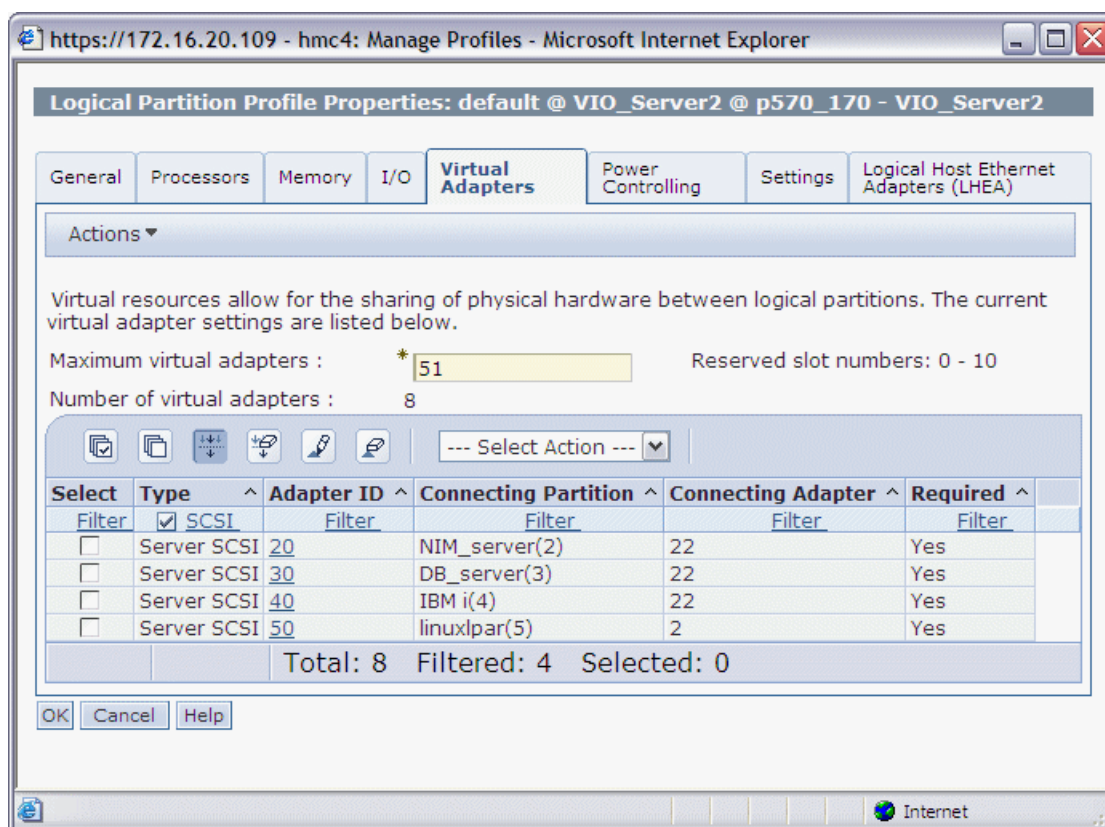 https://172.16.20.109 - hmc4: Manage Profiles - Microsoft Internet Explorer
Logical Partition Profile Properties: default @ VIO_Server2 @ p570_170 - VIO_Server2
General Processors Memory I/O Virtual Adapters Power Controlling Settings Logical Host Ethernet Adapters (LHEA)
Actions
Virtual resources allow for the sharing of physical hardware between logical partitions. The current
virtual adapter settings are listed below.
Maximum virtual adapters : * 51 Reserved slot numbers: 0 - 10
Number of virtual adapters : 8
--- Select Action ---
Select Type ^ Adapter ID ^ Connecting Partition ^ Connecting Adapter ^ Required ^
Filter SCSI Filter Filter Filter Filter
Server SCSI 20 NIM_server(2) 22 Yes
Server SCSI 30 DB_server(3) 22 Yes
Server SCSI 40 IBM i(4) 22 Yes
Server SCSI 50 linuxlpar(5) 2 Yes
Total: 8 Filtered: 4 Selected: 0
OK Cancel Help
Internet